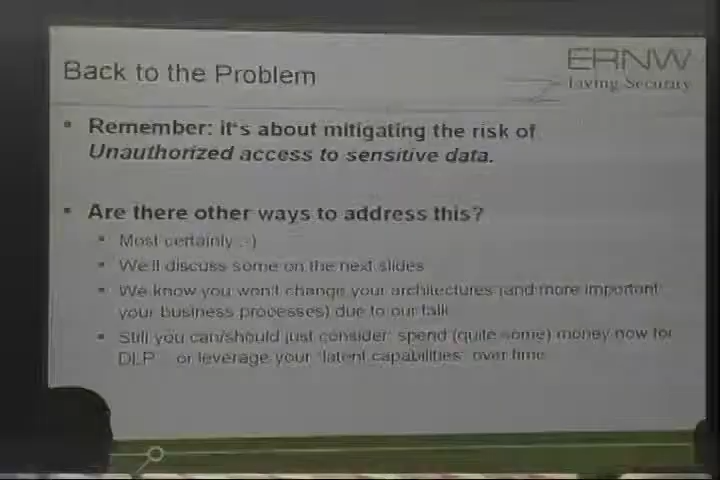 Back to the Problem
ERNW
Living Security
Remember: it's about mitigating the risk of
Unauthorized access to sensitive data.
Are there other ways to address this?
Most certainly ;-)
We'll discuss some on the next slides
We know you won't change your architectures (and more important
your business processes) due to our talk
Still you can/should just consider: spend (quite some) money now for
DLP or leverage your 'latent capabilities' over time